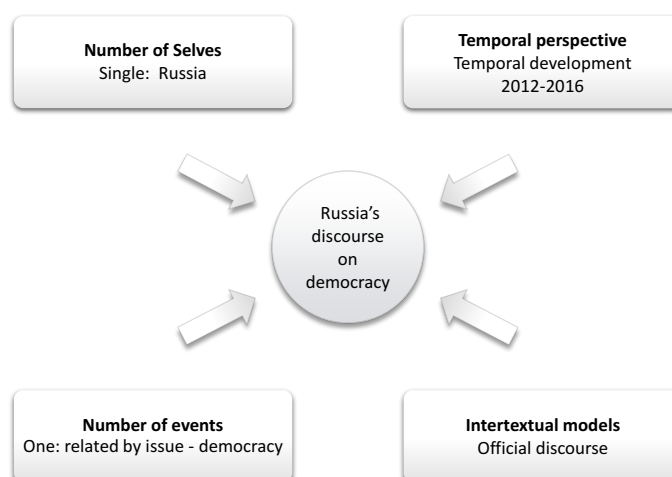 Number of Selves
Single: Russia
Temporal perspective
Temporal development
2012-2016
Russia's
discourse
on
democracy
Number of events
One: related by issue - democracy
Intertextual models
Official discourse